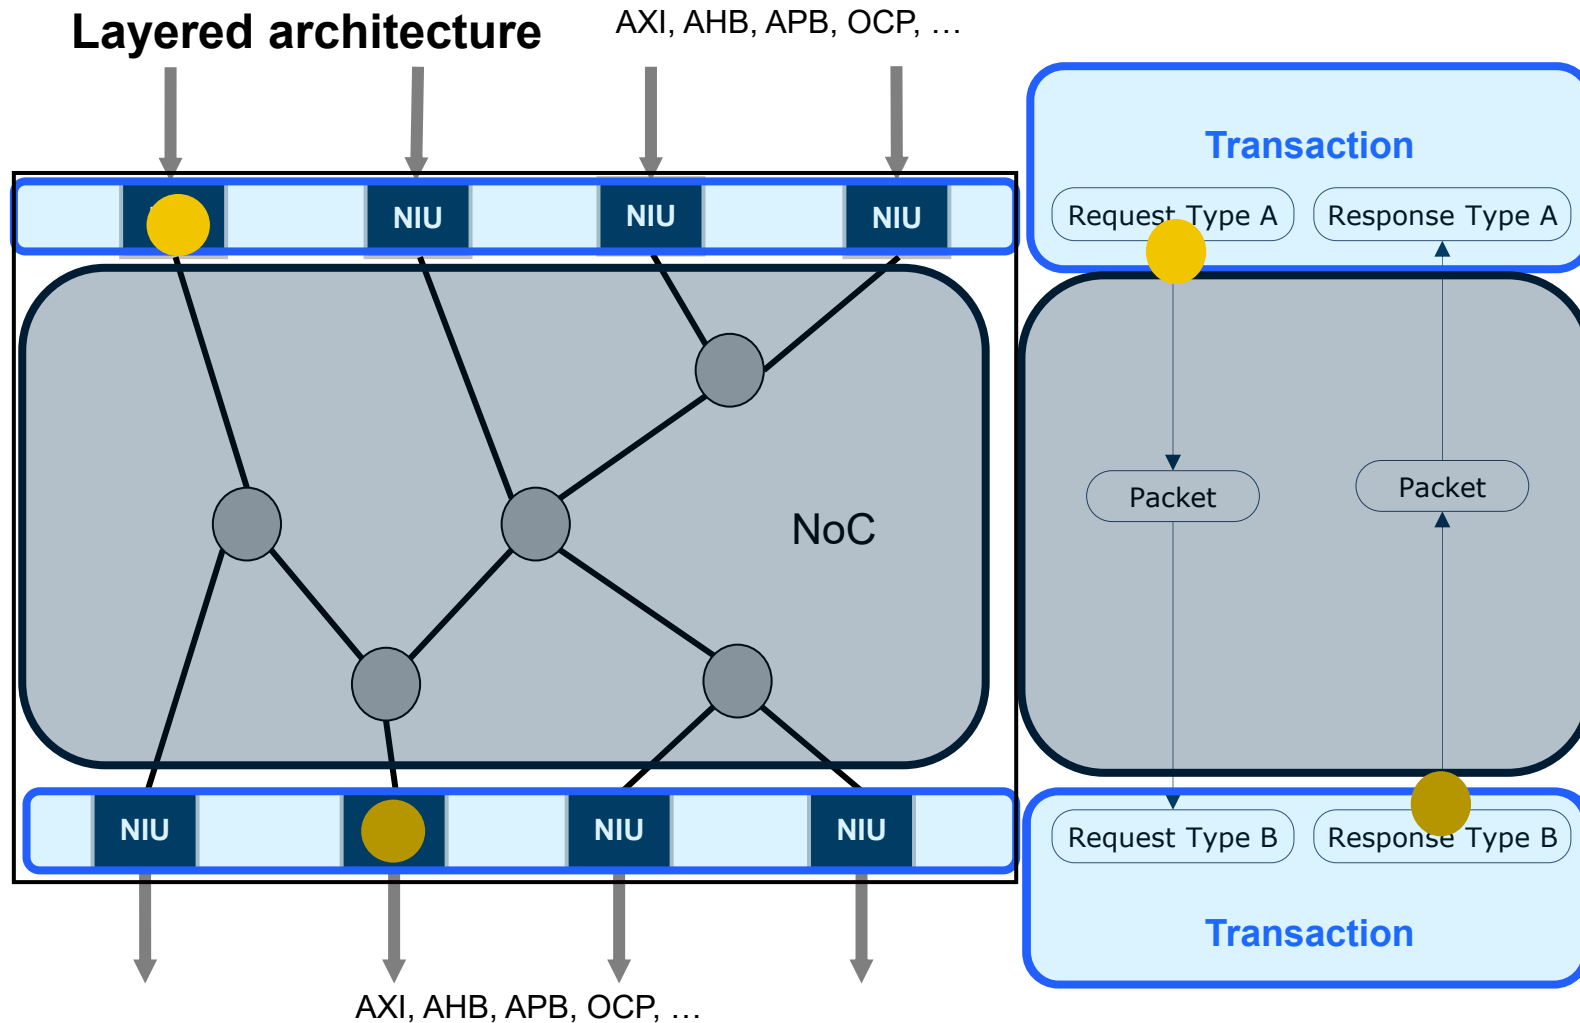 Layered architecture
AXI, AHB, APB, OCP, …
NIU
NIU
NIU
NoC
NIU
NIU
NIU
AXI, AHB, APB, OCP, …
Transaction
Request Type A
Response Type A
Packet
Packet
Request Type B
Response Type B
Transaction